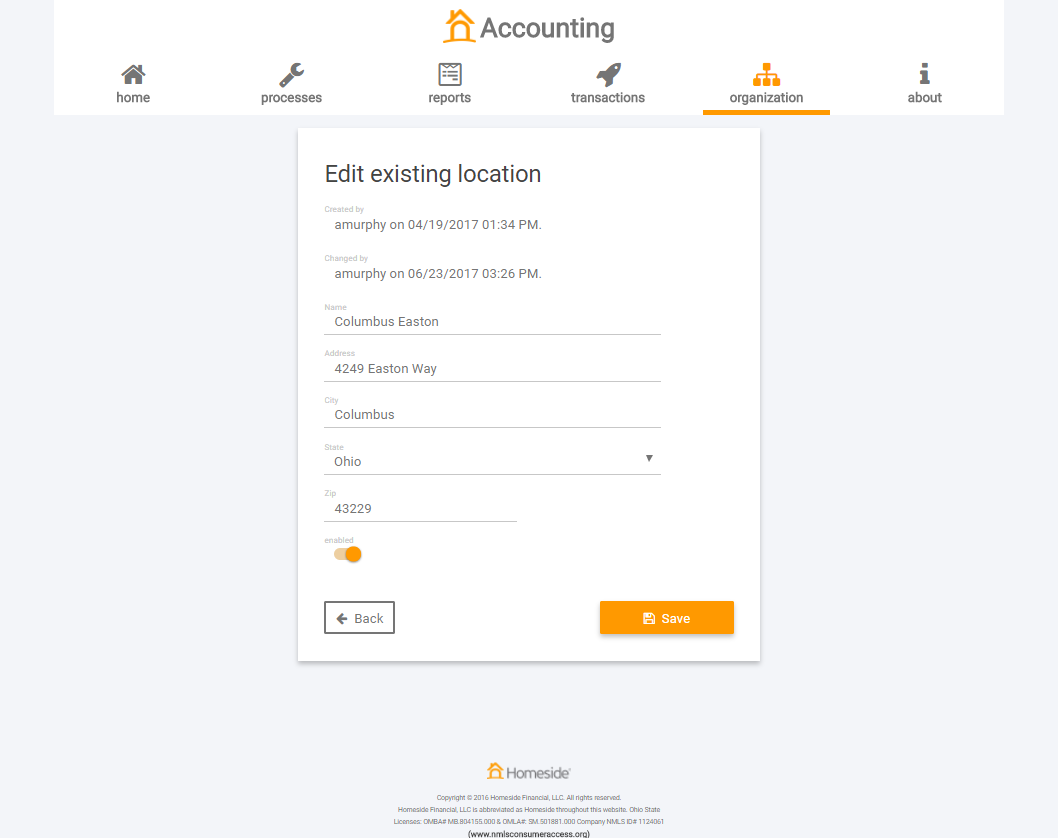 Accounting
home
processes
reports
transactions
organization
about
Edit existing location
Created by
amurphy on 04/19/2017 01:34 PM.
Changed by
amurphy on 06/23/2017 03:26 PM.
Name
Columbus Easton
Address
4249 Easton Way
City
Columbus
State
Ohio
Zip
43229
enabled
Back
Save
Homeside
Copyright © 2016 Homeside Financial, LLC. All rights reserved.
Homeside Financial, LLC is abbreviated as Homeside throughout this website. Ohio State
Licenses: OMBA# MB.804155.000 & OMLA#: SM.501881.000 Company NMLS ID# 1124061
(www.nmlsconsumeraccess.org)